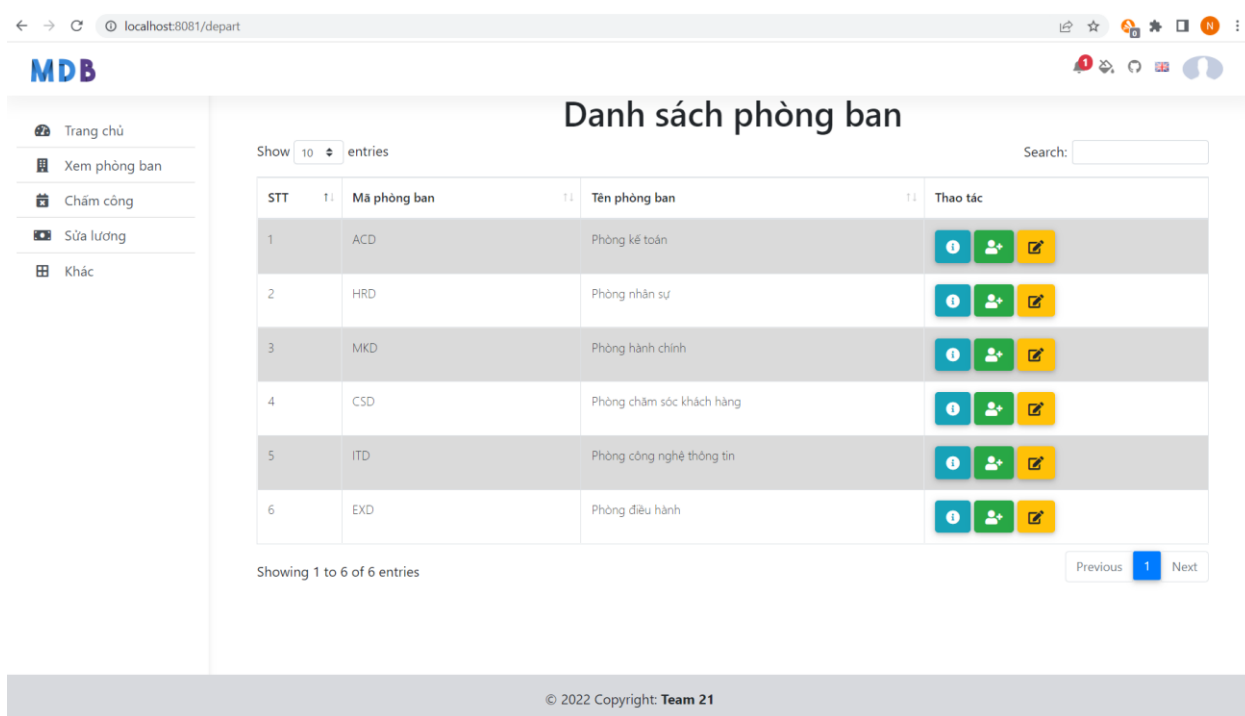 localhost:8081/depart
0
N
MDB
1
Trang chủ
Xem phòng ban
Chấm công
Sửa lương
Khác
Danh sách phòng ban
Show 10 entries
Search:
STT Mã phòng ban Tên phòng ban Thao tác
1 ACD Phòng kế toán
2 HRD Phòng nhân sự
3 MKD Phòng hành chính
4 CSD Phòng chăm sóc khách hàng
5 ITD Phòng công nghệ thông tin
6 EXD Phòng điều hành
Showing 1 to 6 of 6 entries
Previous 1 Next
© 2022 Copyright: Team 21